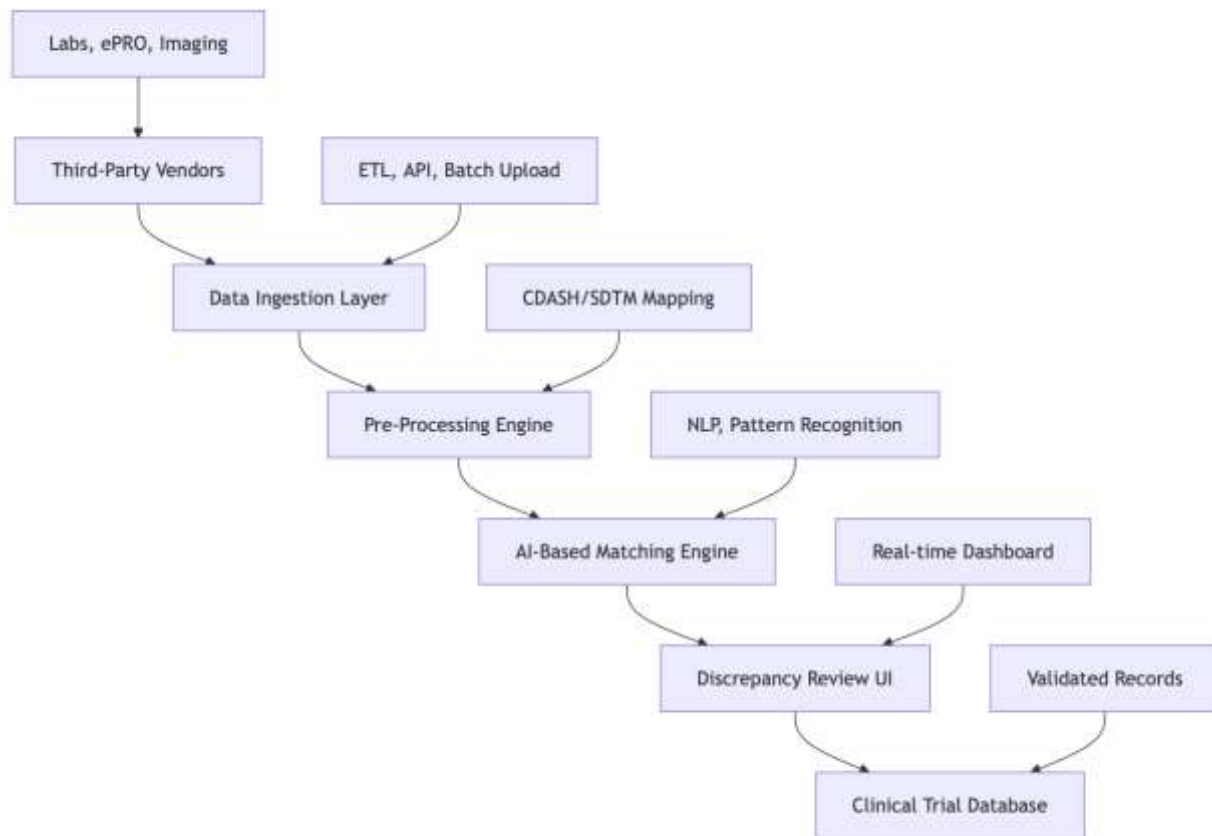 Labs, ePRO, Imaging
Third-Party Vendors
ETL, API, Batch Upload
Data Ingestion Layer
CDASH/SDTM Mapping
Pre-Processing Engine
NLP, Pattern Recognition
AI-Based Matching Engine
Real-time Dashboard
Discrepancy Review UI
Validated Records
Clinical Trial Database